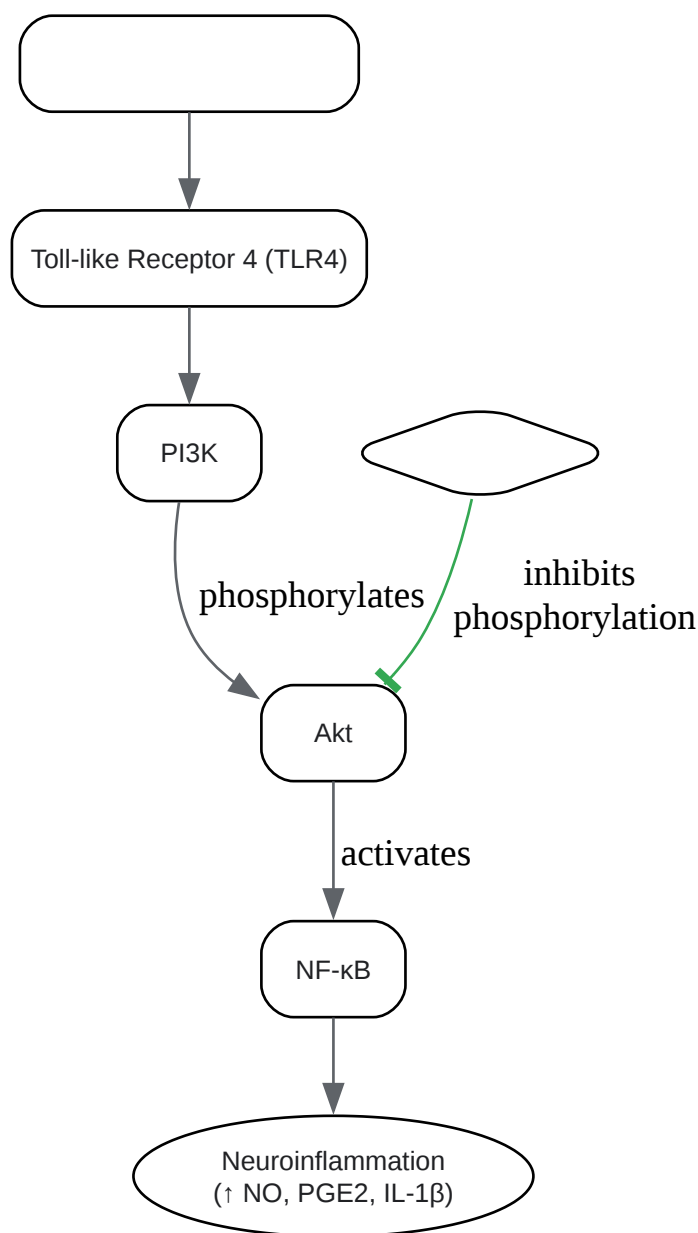 Toll-like Receptor 4 (TLR4)
PI3K
phosphorylates
inhibits
phosphorylation
Akt
activates
NF-κB
Neuroinflammation
(↑ NO, PGE2, IL-1β)